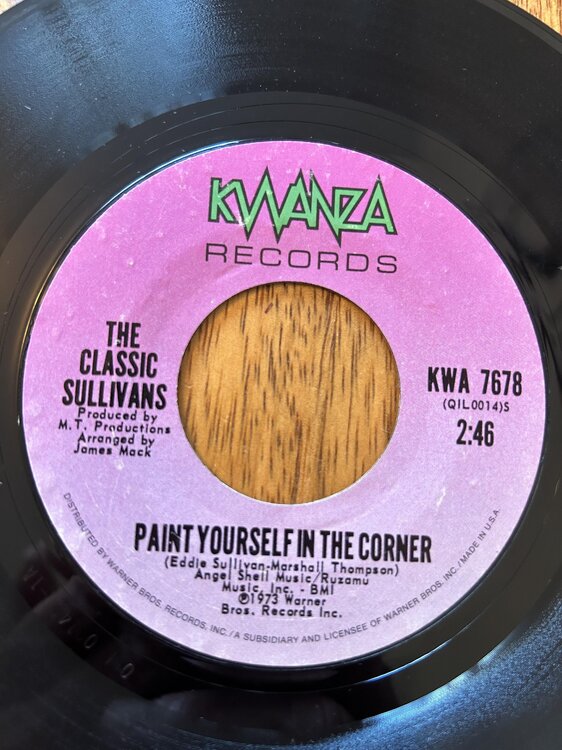 KWANZA
RECORDS
THE
CLASSIC
SULLIVANS
Produced by
M.T. Productions
Arranged by
James Mack
KWA 7678
(QIL0014)S
2:46
PAINT YOURSELF IN THE CORNER
(Eddie Sullivan-Marshall Thompson)
Angel Shell Music/Ruzamu
Music, Inc. - BMI
℗1973 Warner
Bros. Records Inc.
DISTRIBUTED BY WARNER BROS. RECORDS, INC./A SUBSIDIARY AND LICENSEE OF WARNER BROS. INC./MADE IN U.S.A.